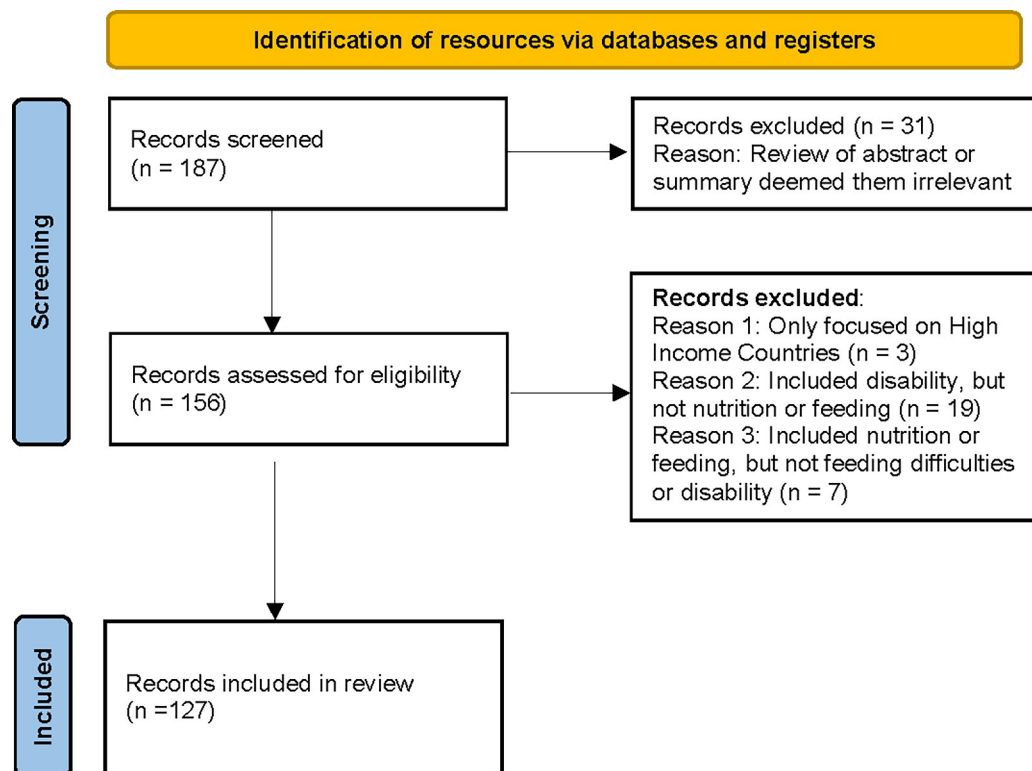 Identification of resources via databases and registers
Screening
Records screened
(n = 187)
Records excluded (n = 31)
Reason: Review of abstract or
summary deemed them irrelevant
Records assessed for eligibility
(n = 156)
Records excluded:
Reason 1: Only focused on High
Income Countries (n = 3)
Reason 2: Included disability, but
not nutrition or feeding (n = 19)
Reason 3: Included nutrition or
feeding, but not feeding difficulties
or disability (n = 7)
Included
Records included in review
(n =127)